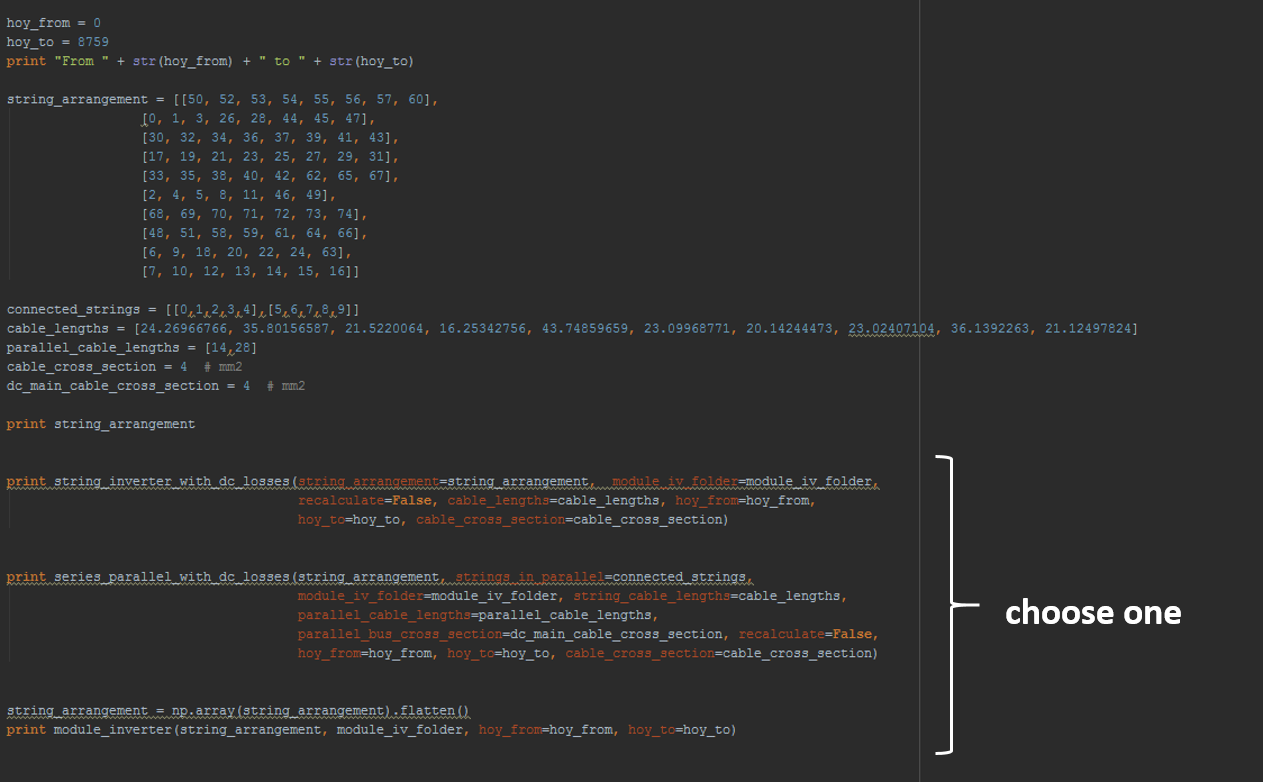 hoy_from = 0
hoy_to = 8759
print "From " + str(hoy_from) + " to " + str(hoy_to)
string_arrangement = [[50, 52, 53, 54, 55, 56, 57, 60],
[0, 1, 3, 26, 28, 44, 45, 47],
[30, 32, 34, 36, 37, 39, 41, 43],
[17, 19, 21, 23, 25, 27, 29, 31],
[33, 35, 38, 40, 42, 62, 65, 67],
[2, 4, 5, 8, 11, 46, 49],
[68, 69, 70, 71, 72, 73, 74],
[48, 51, 58, 59, 61, 64, 66],
[6, 9, 18, 20, 22, 24, 63],
[7, 10, 12, 13, 14, 15, 16]]
connected_strings = [[0,1,2,3,4],[5,6,7,8,9]]
cable_lengths = [24.26966766, 35.80156587, 21.5220064, 16.25342756, 43.74859659, 23.09968771, 20.14244473, 23.02407104, 36.1392263, 21.12497824]
parallel_cable_lengths = [14,28]
cable_cross_section = 4  # mm2
dc_main_cable_cross_section = 4  # mm2
print string_arrangement
print string_inverter_with_dc_losses(string_arrangement=string_arrangement,  module_iv_folder=module_iv_folder,
recalculate=False, cable_lengths=cable_lengths, hoy_from=hoy_from,
hoy_to=hoy_to, cable_cross_section=cable_cross_section)
print series_parallel_with_dc_losses(string_arrangement, strings_in_parallel=connected_strings,
module_iv_folder=module_iv_folder, string_cable_lengths=cable_lengths,
parallel_cable_lengths=parallel_cable_lengths,
parallel_bus_cross_section=dc_main_cable_cross_section, recalculate=False,
hoy_from=hoy_from, hoy_to=hoy_to, cable_cross_section=cable_cross_section)
string_arrangement = np.array(string_arrangement).flatten()
print module_inverter(string_arrangement, module_iv_folder, hoy_from=hoy_from, hoy_to=hoy_to)
choose one